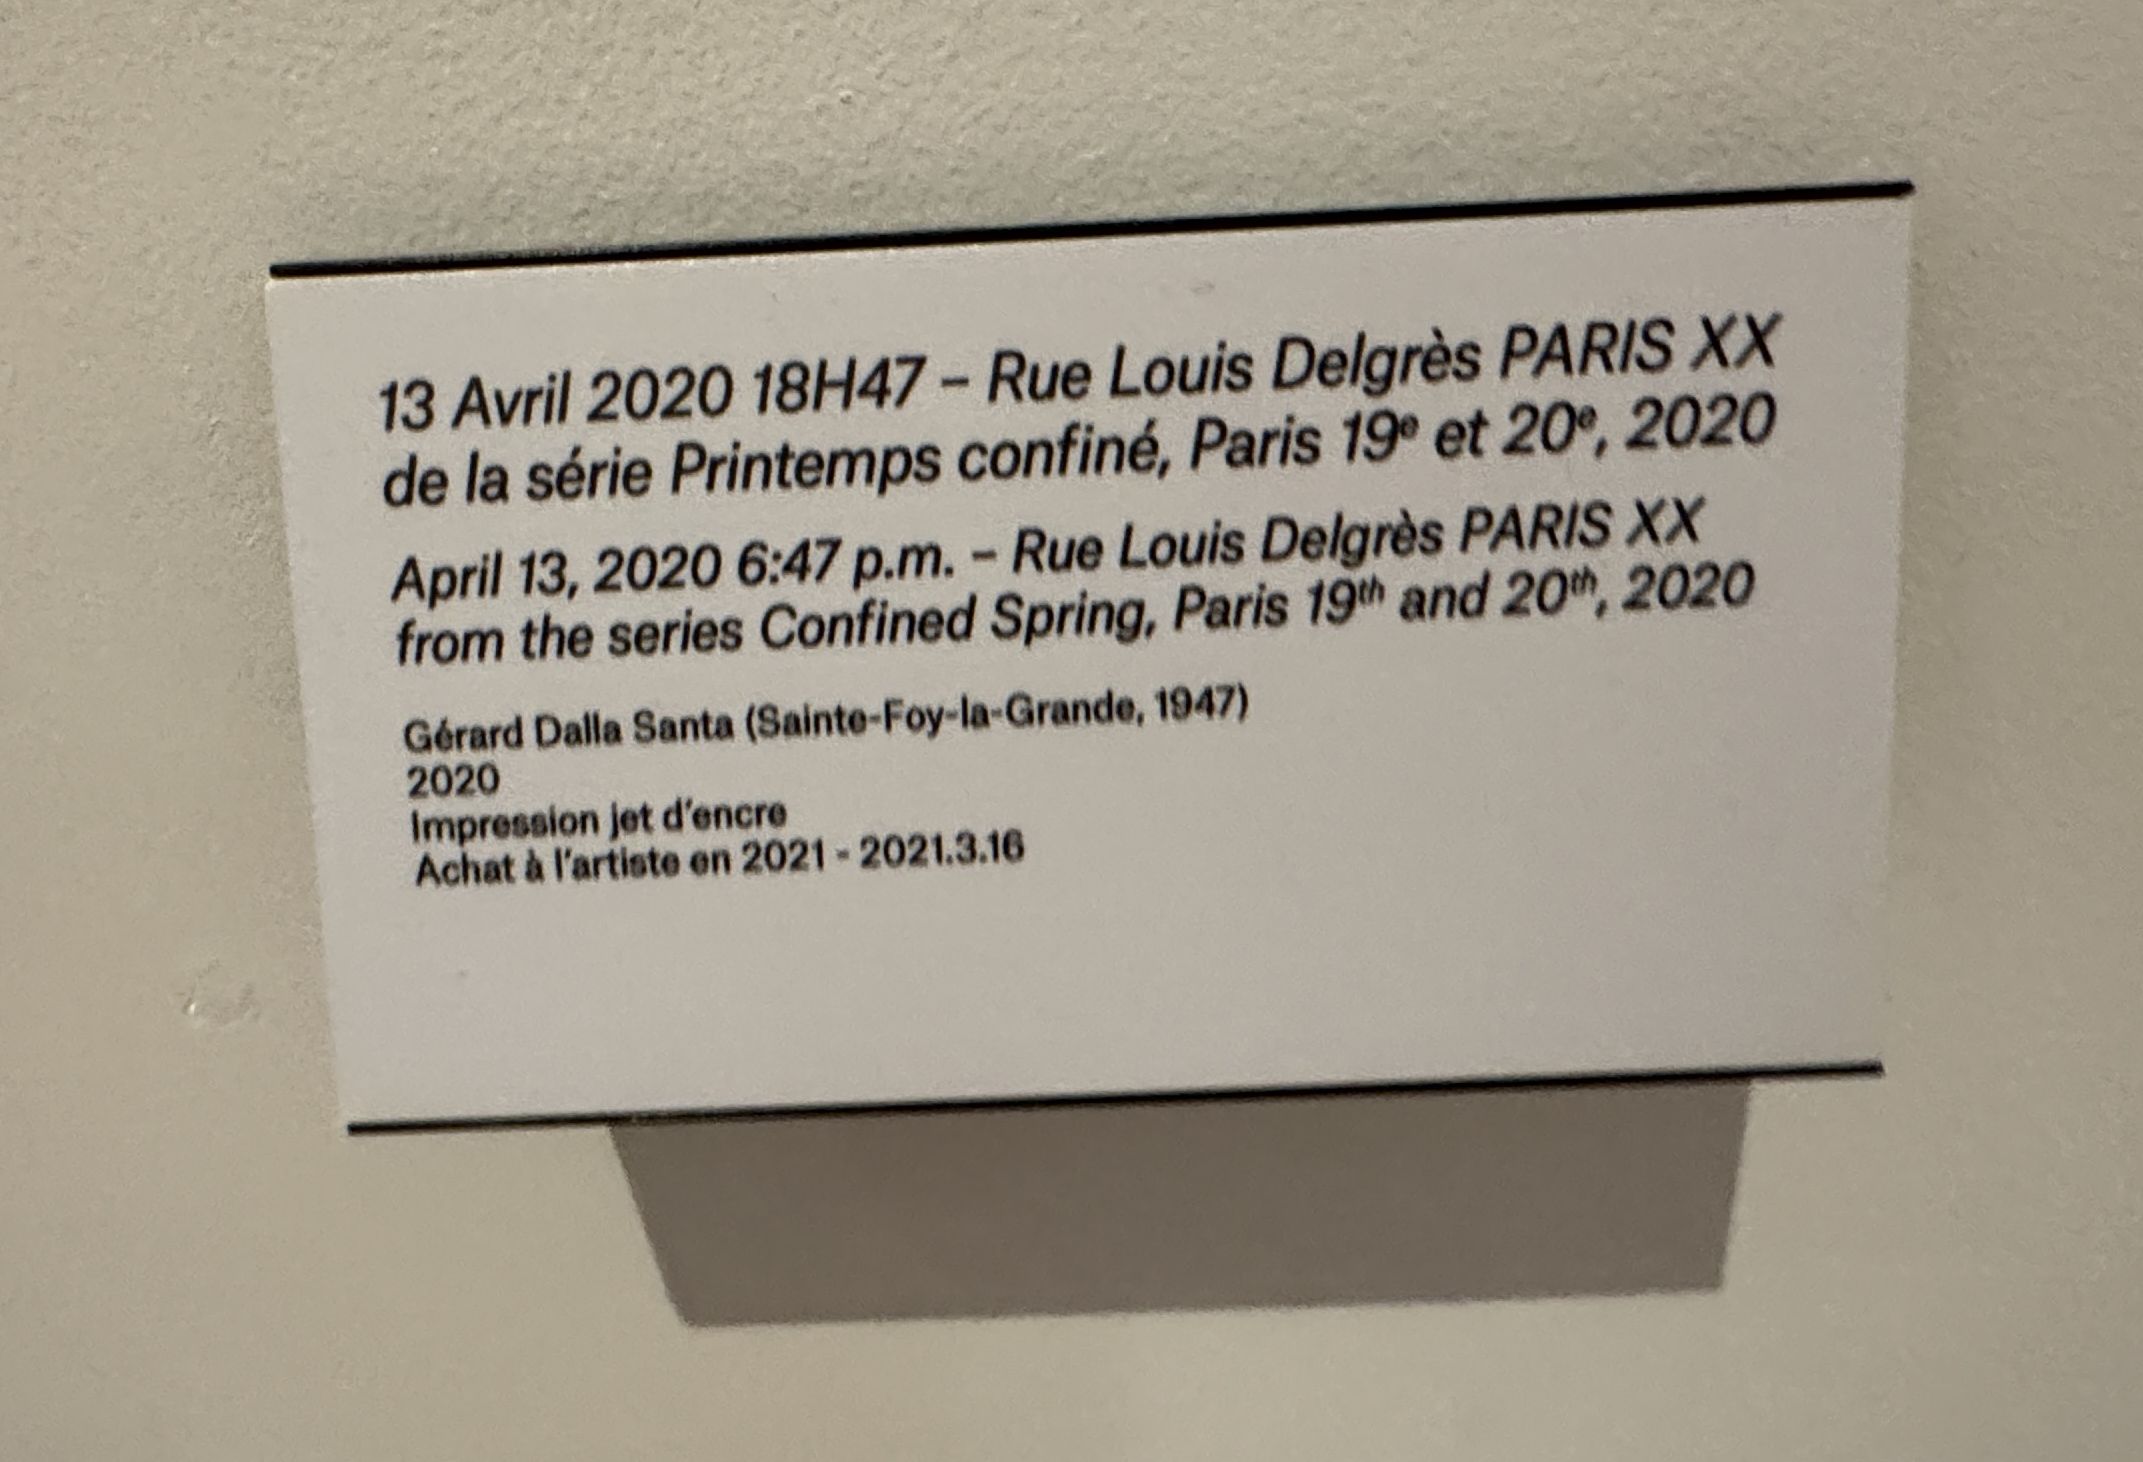 13 Avril 2020 18H47 – Rue Louis Delgrès PARIS XX
de la série Printemps confiné, Paris 19e et 20e, 2020
April 13, 2020 6:47 p.m. – Rue Louis Delgrès PARIS XX
from the series Confined Spring, Paris 19th and 20th, 2020
Gérard Dalla Santa (Sainte-Foy-la-Grande, 1947)
2020
Impression jet d'encre
Achat à l'artiste en 2021 - 2021.3.16